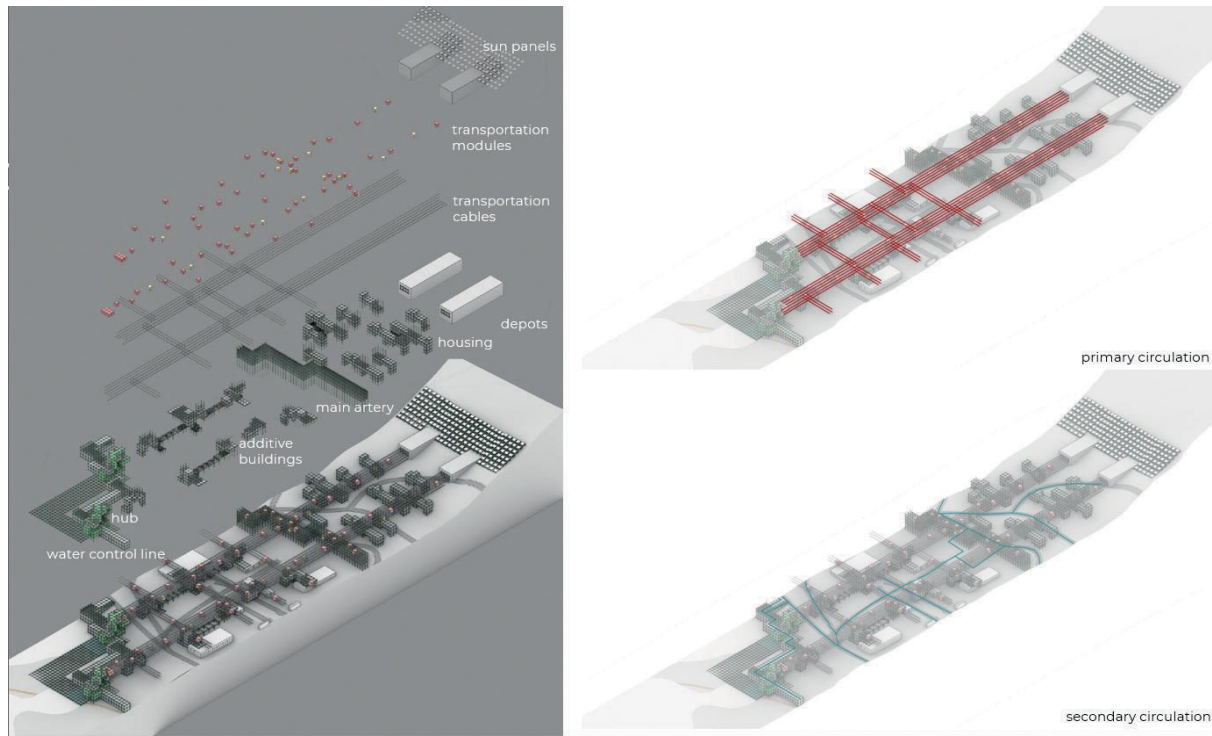 sun panels
transportation
modules
transportation
cables
depots
housing
main artery
additive
buildings
hub
water control line
primary circulation
secondary circulation